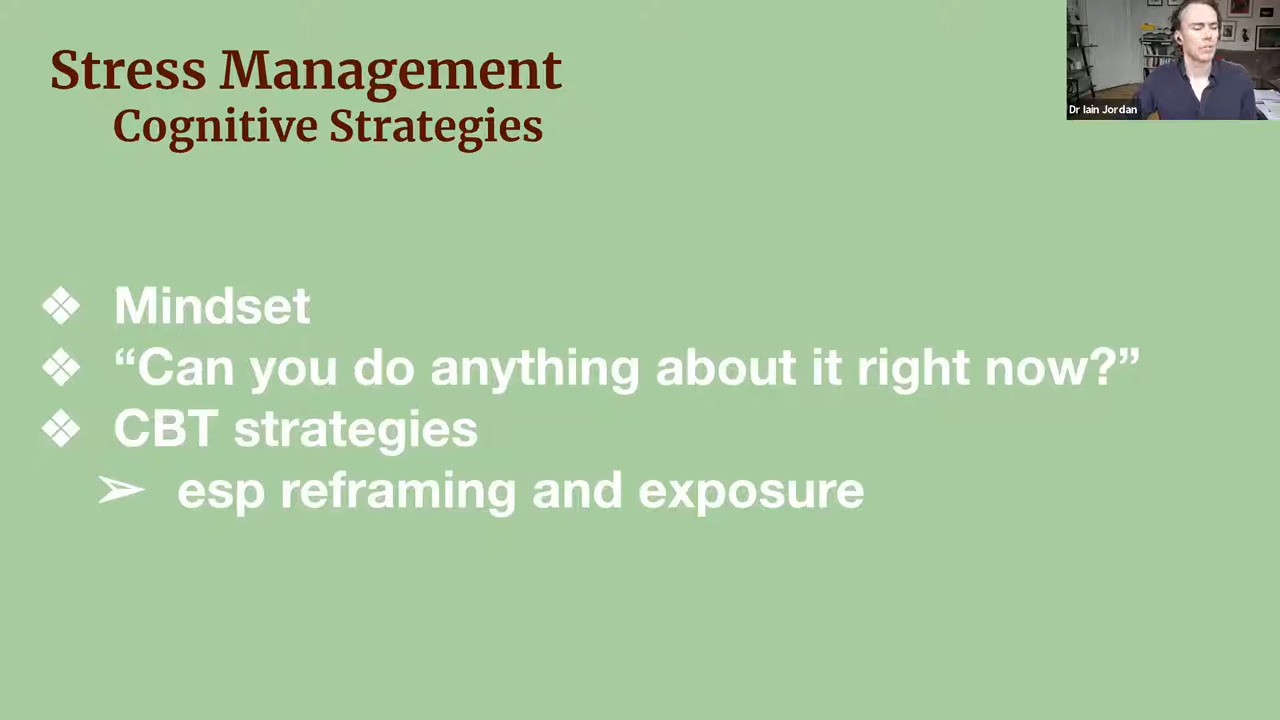 Stress Management
Cognitive Strategies
Dr Iain Jordan
❖ Mindset
❖ “Can you do anything about it right now?”
❖ CBT strategies
➢ esp reframing and exposure